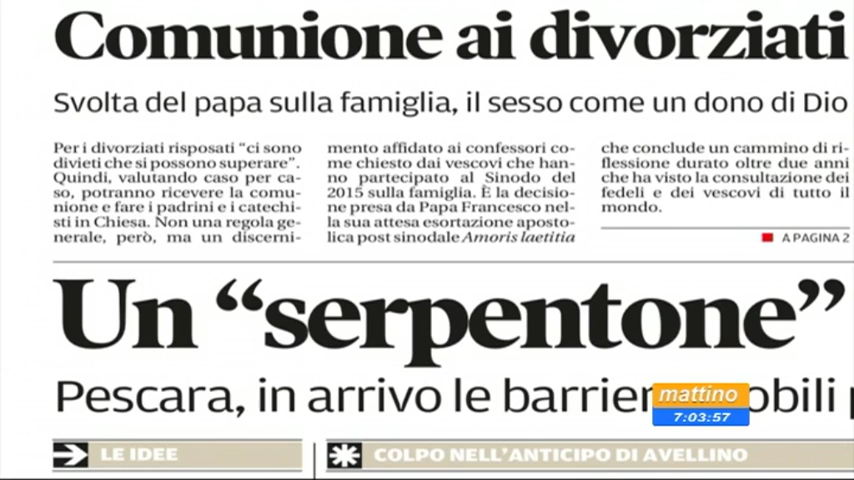 Comunione ai divorziati
Svolta del papa sulla famiglia, il sesso come un dono di Dio
Per i divorziati risposati "ci sono
divieti che si possono superare".
Quindi, valutando caso per ca-
so, potranno ricevere la comu-
nione e fare i padrini e i catechi-
sti in Chiesa. Non una regola ge-
nerale, però, ma un discerni-
mento affidato ai confessori co-
me chiesto dai vescovi che han-
no partecipato al Sinodo del
2015 sulla famiglia. È la decisio-
ne presa da Papa Francesco nel-
la sua attesa esortazione aposto-
lica post sinodale Amoris laetitia
che conclude un cammino di ri-
flessione durato oltre due anni
che ha visto la consultazione dei
fedeli e dei vescovi di tutto il
mondo.
A PAGINA 2
Un “serpentone”
Pescara, in arrivo le
mattino
7:03:57
LE IDEE
COLPO NELL'ANTICIPO DI AVELLINO